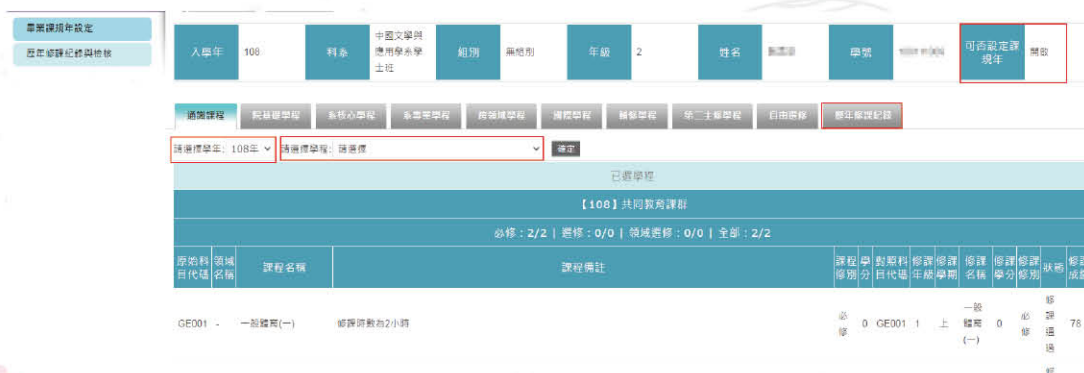 畢業課規年設定
歷年修課紀錄與檢核
入學年 108 科系 中國文學與應用學系學士班 組別 無組別 年級 2 姓名 學號 可否設定課規年 開放
通識課程 院基礎學程 系核心學程 系專業學程 跨領域學程 輔修學程 第二主修學程 自由選修 歷年修課紀錄
請選擇學年: 108年 請選擇學程: 請選擇 確定
已選學程
【108】共同教育課群
必修：2/2 | 選修：0/0 | 領域選修：0/0 | 全部：2/2
原始科目代碼 領域名稱 課程名稱 課程備註 課程修別 學分 對照科目代碼 修課年級 修課學期 修課名稱 修課學分 修課修別 狀態 修課成
GE001 - 一般體育(一) 修課時數為2小時 必修 0 GE001 1 上 一般體育(一) 0 必修 修課通過 78